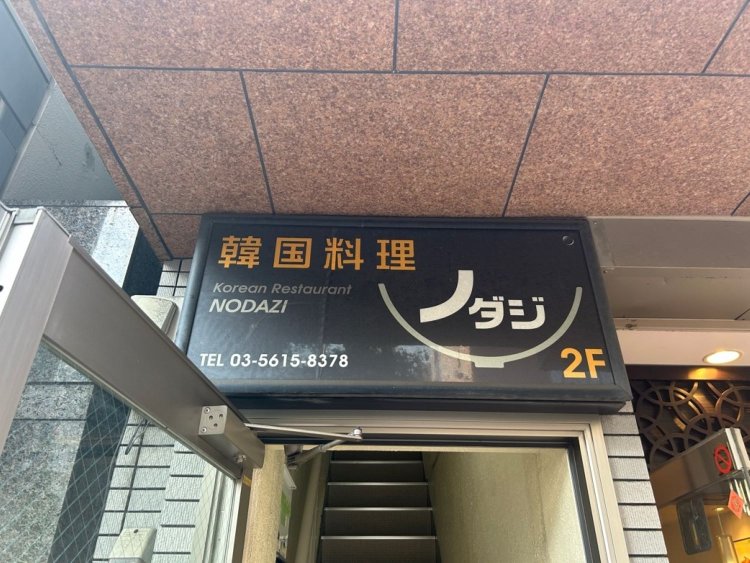 韓国料理
Korean Restaurant
NODAZI
ノダジ
TEL 03-5615-8378
2F